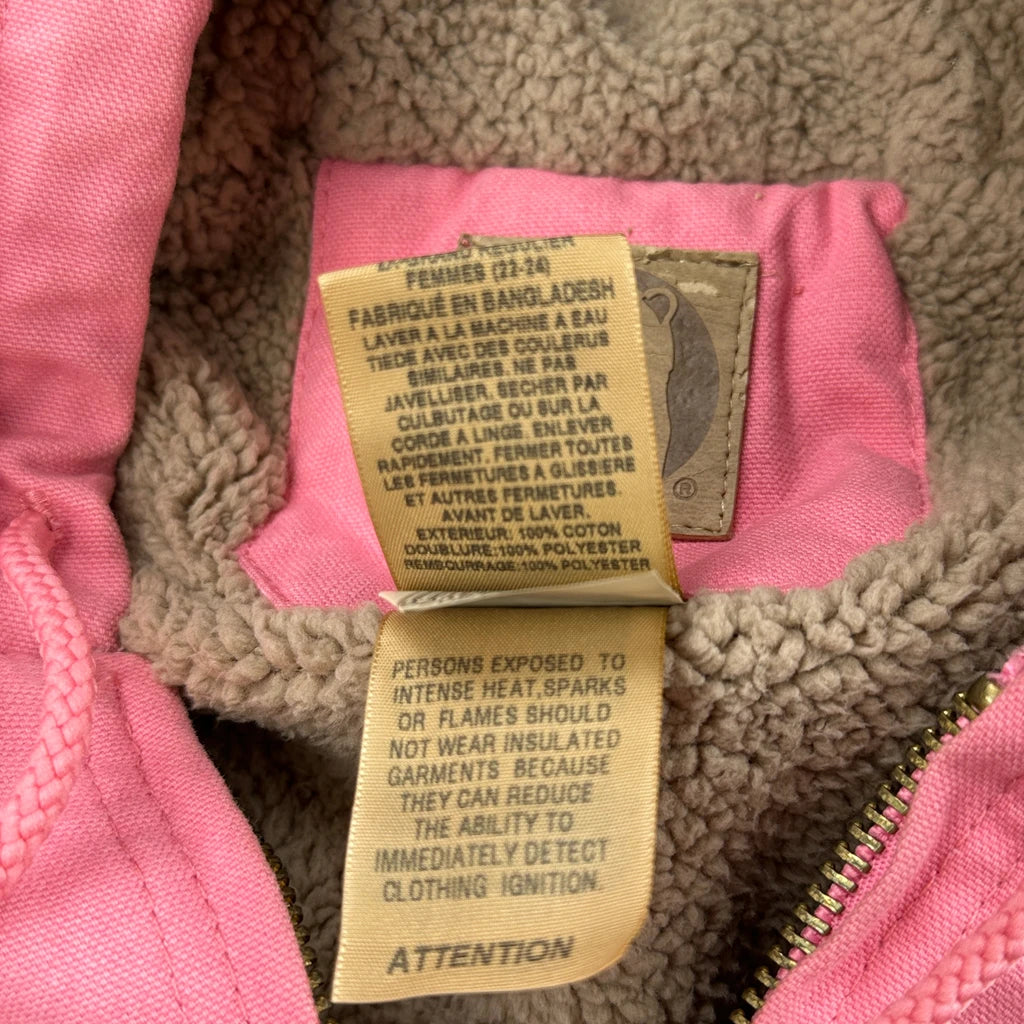 REGULIER
FEMMES (22-24)
FABRIQUÉ EN BANGLADESH
LAVER A LA MACHINE A EAU
TIEDE AVEC DES COULERUS
SIMILAIRES. NE PAS
JAVELLISER. SECHER PAR
CULBUTAGE OU SUR LA
CORDE A LINGE. ENLEVER
RAPIDEMENT. FERMER TOUTES
LES FERMETURES A GLISSIERE
ET AUTRES FERMETURES.
AVANT DE LAVER.
EXTERIEUR: 100% COTON
DOUBLURE:100% POLYESTER
REMBOURRAGE:100% POLYESTER
®
PERSONS EXPOSED TO
INTENSE HEAT,SPARKS
OR FLAMES SHOULD
NOT WEAR INSULATED
GARMENTS BECAUSE
THEY CAN REDUCE
THE ABILITY TO
IMMEDIATELY DETECT
CLOTHING IGNITION.
ATTENTION